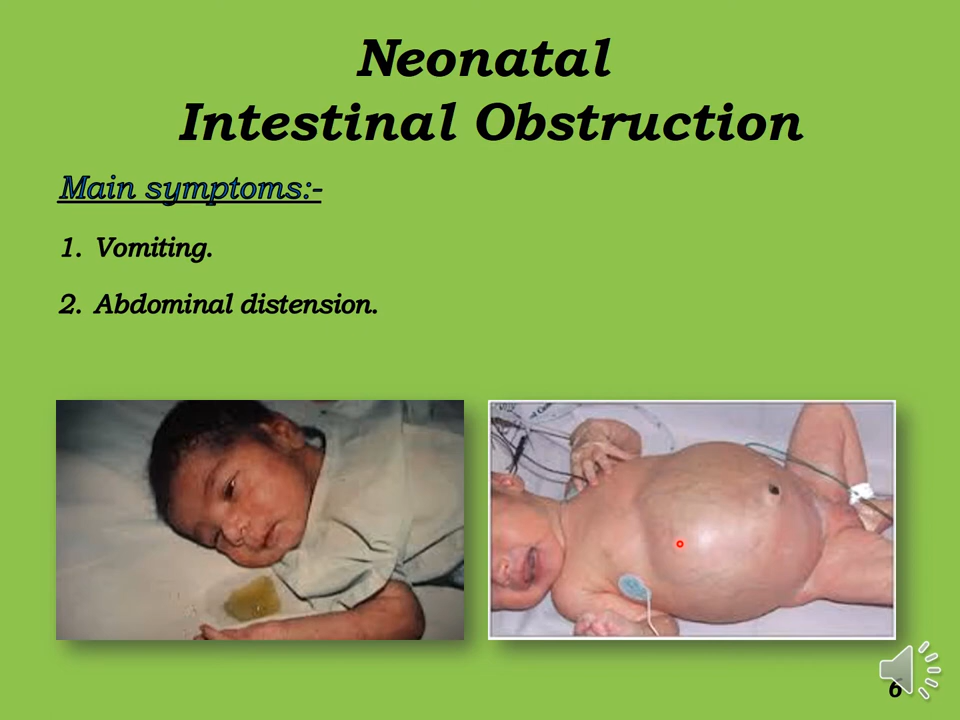 Neonatal
Intestinal Obstruction
Main symptoms:-
1. Vomiting.
2. Abdominal distension.
6